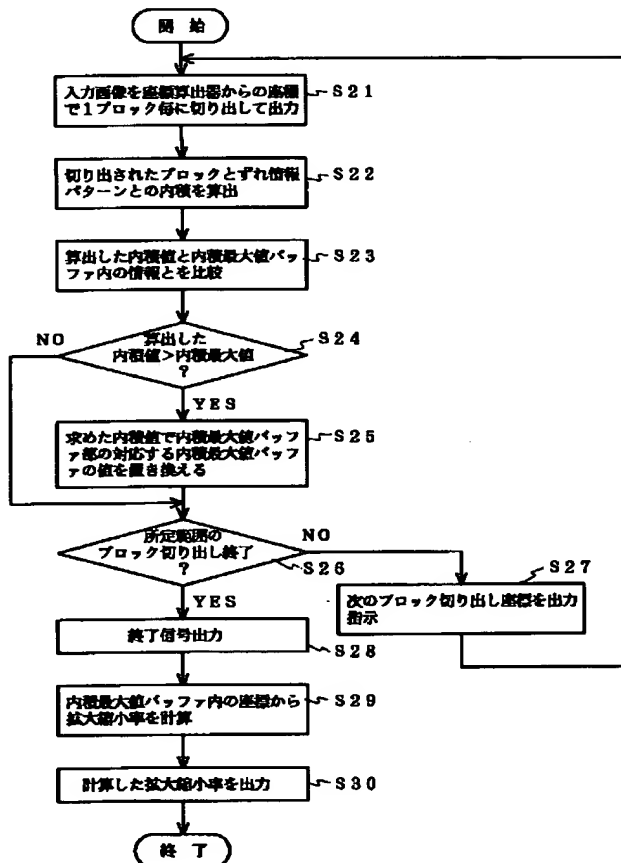 開 始
入力画像を座標算出器からの座標
で1ブロック毎に切り出して出力
S21
切り出されたブロックとずれ情報
パターンとの内積を算出
S22
算出した内積値と内積最大値バッ
ファ内の情報とを比較
S23
算出した
内積値＞内積最大値
?
S24
NO
YES
求めた内積値で内積最大値バッフ
ァ部の対応する内積最大値バッフ
ァの値を置き換える
S25
所定範囲の
ブロック切り出し終了
?
S26
NO
YES
次のブロック切り出し座標を出力
指示
S27
終了信号出力
S28
内積最大値バッファ内の座標から
拡大縮小率を計算
S29
計算した拡大縮小率を出力
S30
終 了